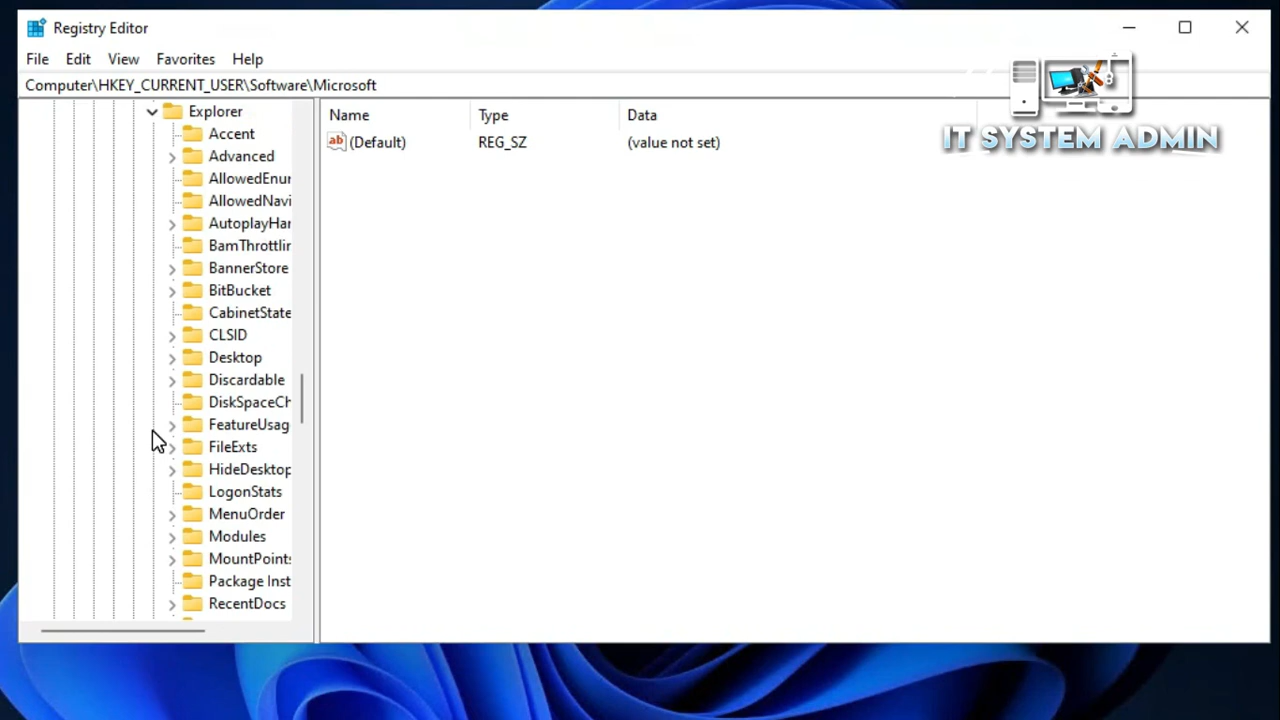 Registry Editor
File Edit View Favorites Help
Computer\HKEY_CURRENT_USER\Software\Microsoft
IT SYSTEM ADMIN
Name Type Data
(Default) REG_SZ (value not set)
Explorer
Accent
Advanced
AllowedEnur
AllowedNavi
AutoplayHar
BamThrottlir
BannerStore
BitBucket
CabinetState
CLSID
Desktop
Discardable
DiskSpaceCh
FeatureUsag
FileExts
HideDesktop
LogonStats
MenuOrder
Modules
MountPoints
Package Inst
RecentDocs